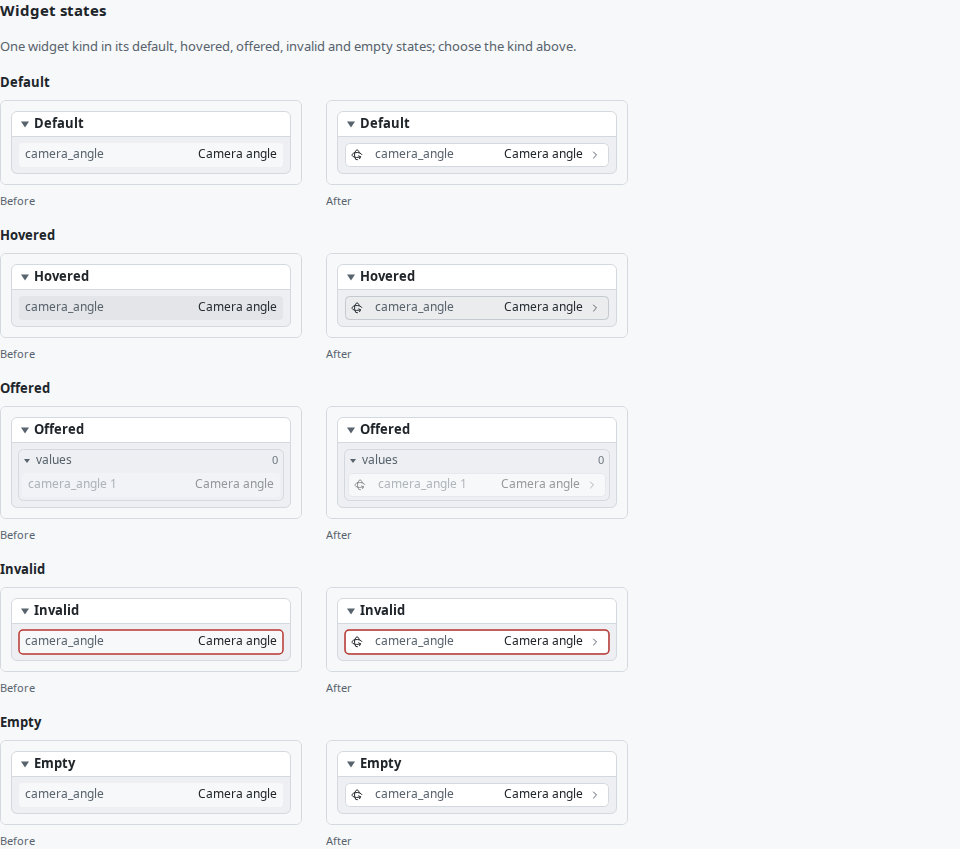 Widget states
One widget kind in its default, hovered, offered, invalid and empty states; choose the kind above.
Default
Default
camera_angle Camera angle
Before
Default
camera_angle Camera angle
After
Hovered
Hovered
camera_angle Camera angle
Before
Hovered
camera_angle Camera angle
After
Offered
Offered
values 0
camera_angle 1 Camera angle
Before
Offered
values 0
camera_angle 1 Camera angle
After
Invalid
Invalid
camera_angle Camera angle
Before
Invalid
camera_angle Camera angle
After
Empty
Empty
camera_angle Camera angle
Before
Empty
camera_angle Camera angle
After